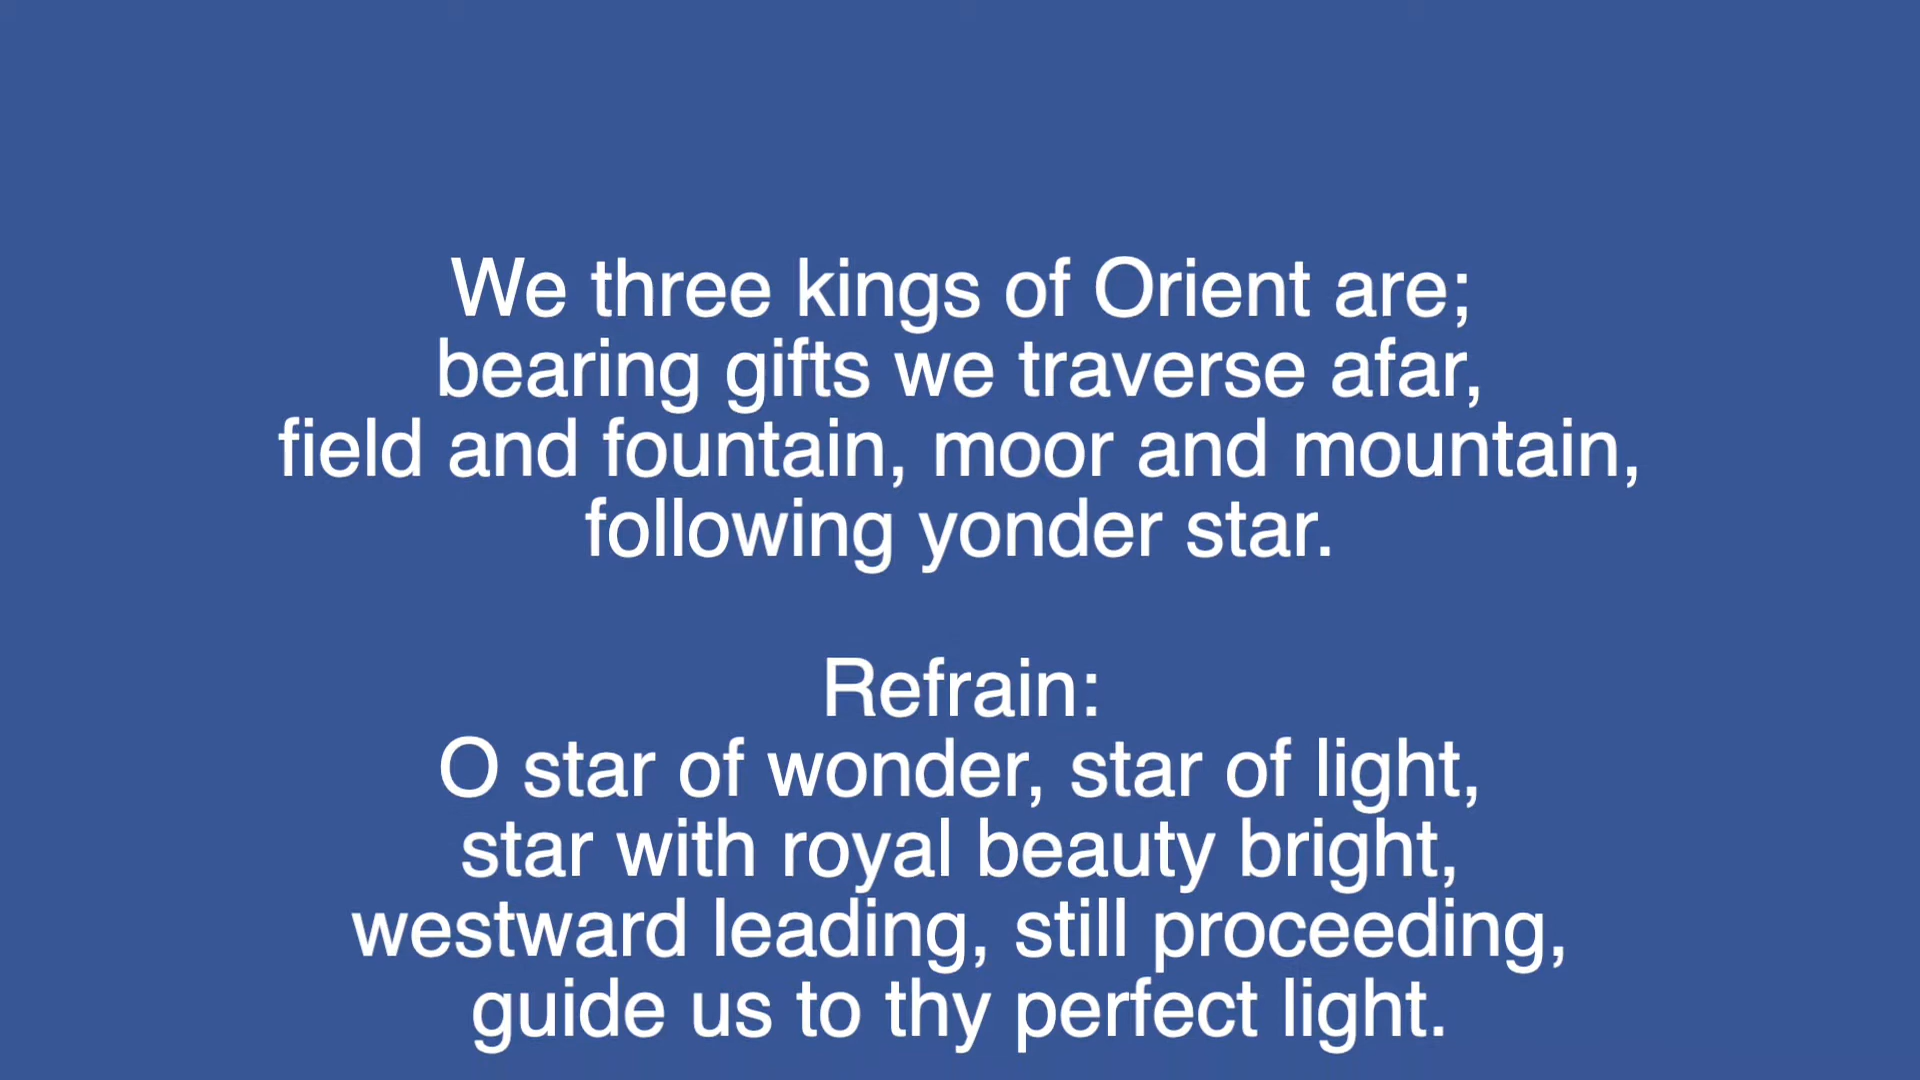 We three kings of Orient are;
bearing gifts we traverse afar,
field and fountain, moor and mountain,
following yonder star.
Refrain:
O star of wonder, star of light,
star with royal beauty bright,
westward leading, still proceeding,
guide us to thy perfect light.